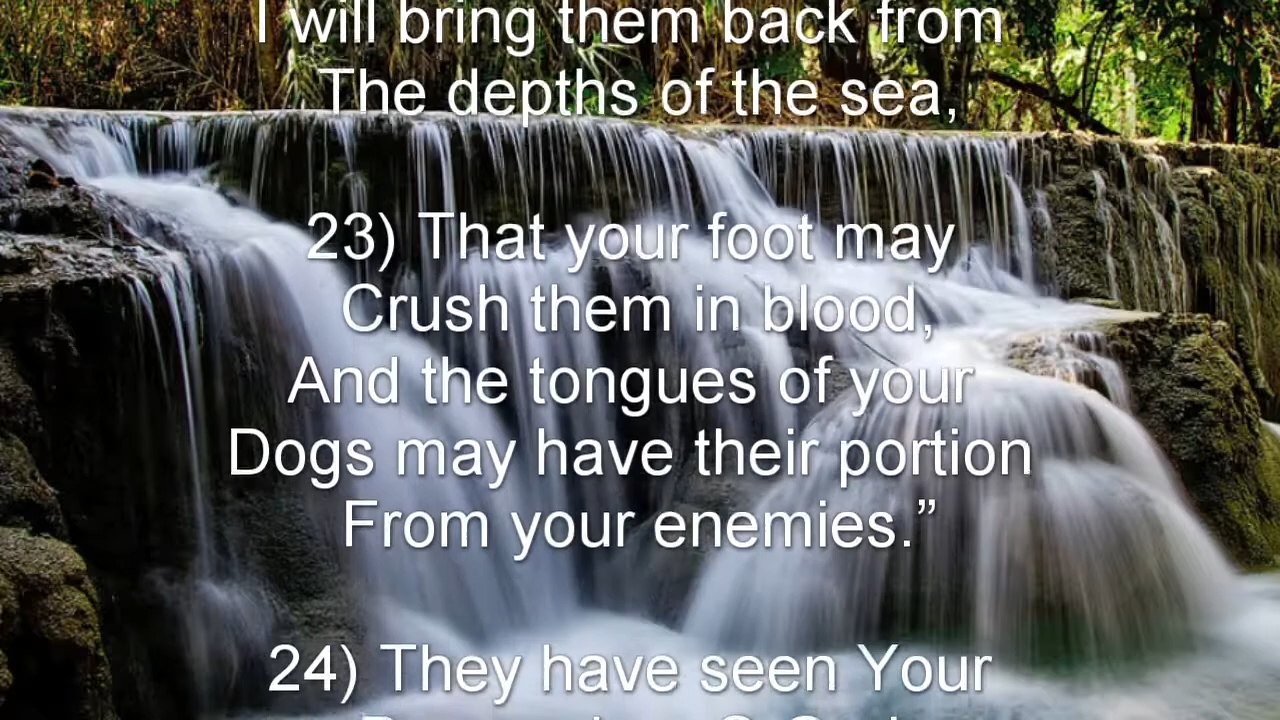 I will bring them back from
The depths of the sea,
23) That your foot may
Crush them in blood,
And the tongues of your
Dogs may have their portion
From your enemies.”
24) They have seen Your